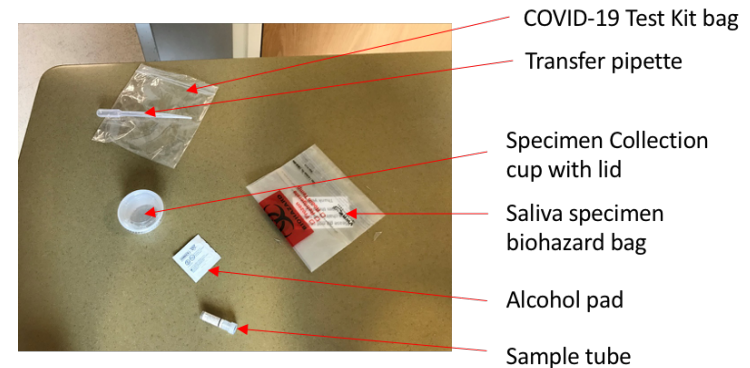 COVID-19 Test Kit bag
Transfer pipette
Specimen Collection
cup with lid
Saliva specimen
biohazard bag
Alcohol pad
Sample tube